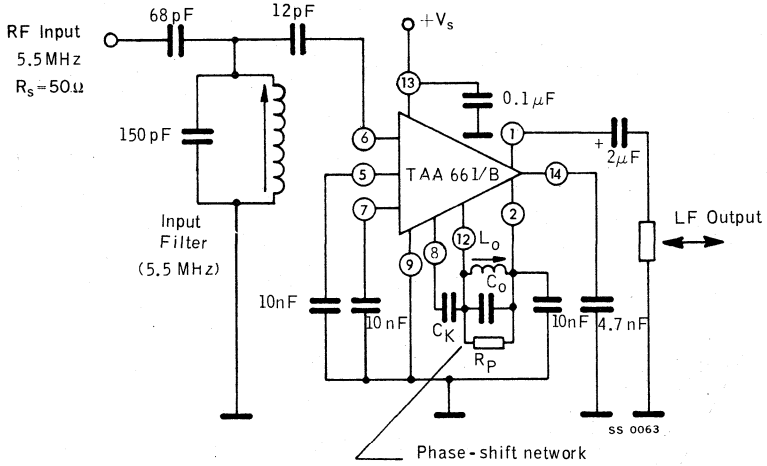 68pF
12pF
+Vs
RF Input
5.5MHz
Rs=50Ω
13
0.1µF
150pF
6
1
+
2µF
5
TAA 661/B
14
7
2
LF Output
Input
Filter
(5.5 MHz)
12
Lo
8
9
Co
10nF
10nF
CK
10nF
4.7nF
RP
SS 0063
Phase-shift network